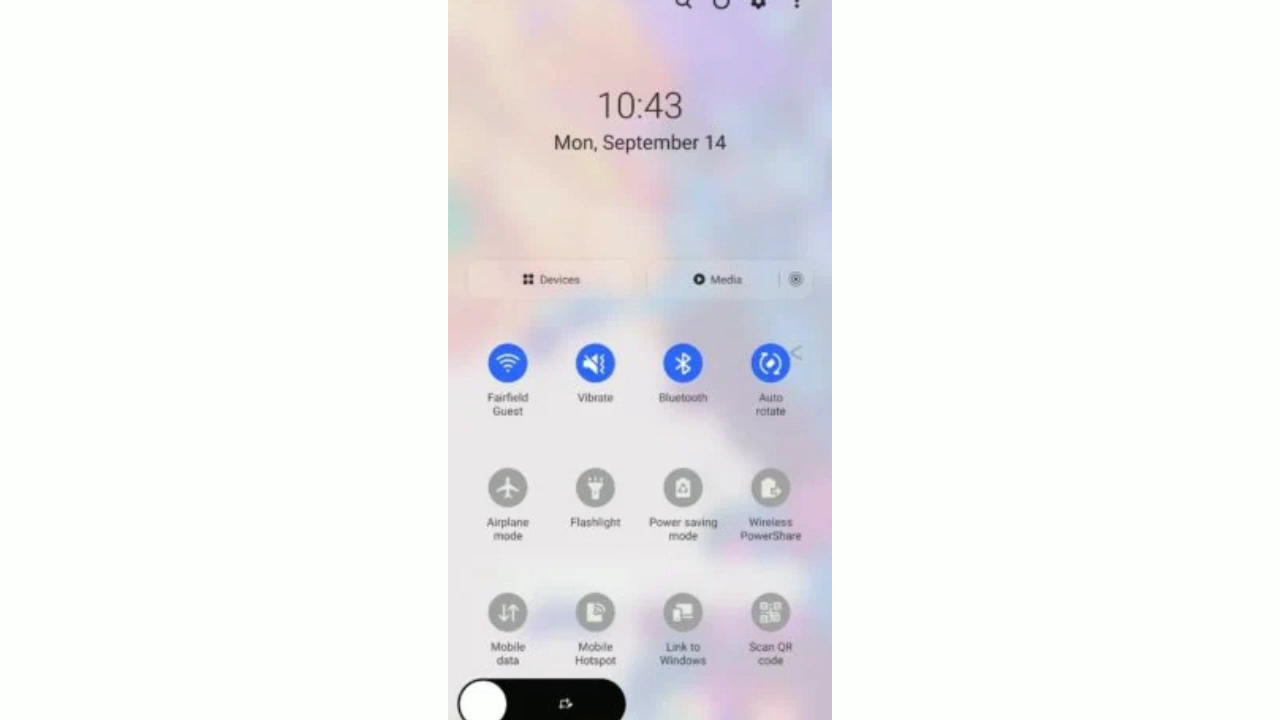 10:43
Mon, September 14
Devices
Media
Fairfield
Guest
Vibrate
Bluetooth
Auto
rotate
Airplane
mode
Flashlight
Power saving
mode
Wireless
PowerShare
Mobile
data
Mobile
Hotspot
Link to
Windows
Scan QR
code